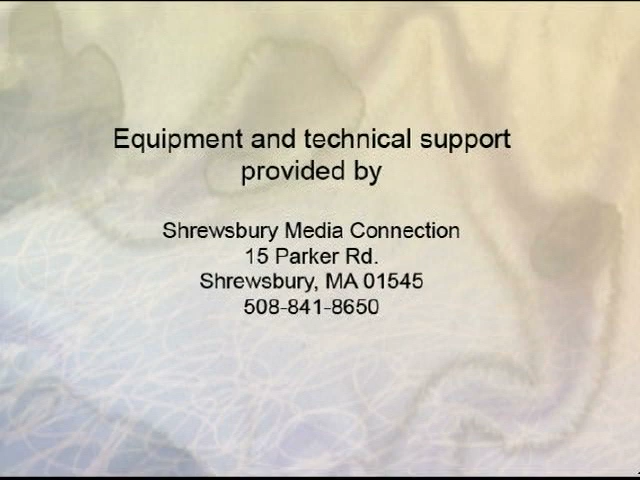 Equipment and technical support
provided by
Shrewsbury Media Connection
15 Parker Rd.
Shrewsbury, MA 01545
508-841-8650